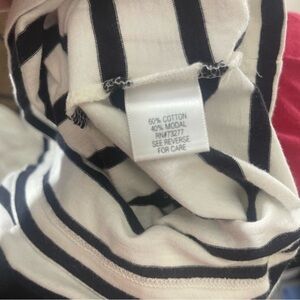 60% COTTON
40% MODAL
RN#73277
SEE REVERSE
FOR CARE